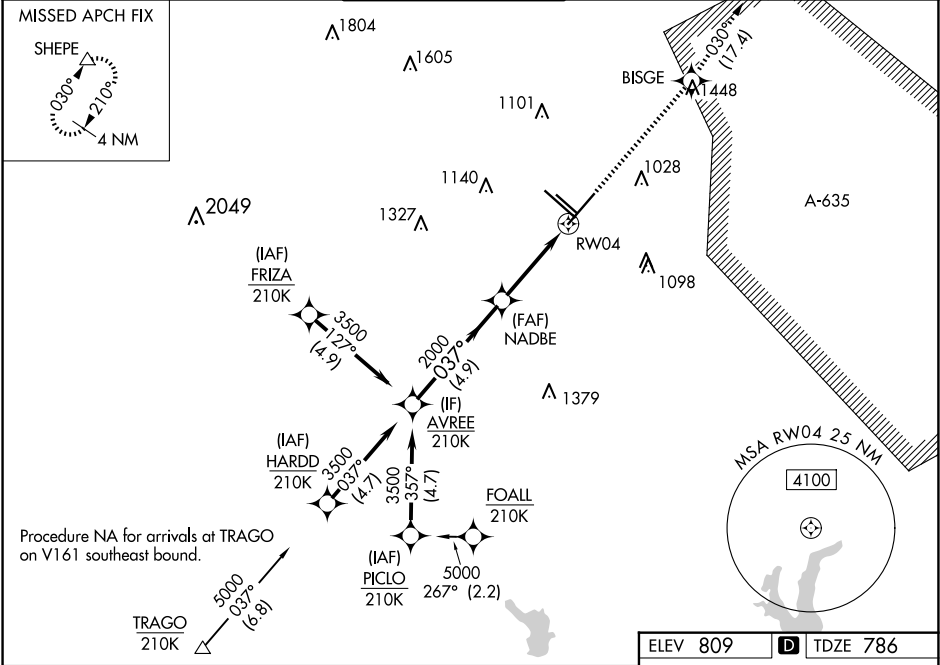 MISSED APCH FIX
SHEPE
030°
210°
4 NM
1804
1605
1101
1140
1327
2049
BISGE
030°
(17.4)
1448
1028
A-635
RW04
1098
(IAF)
FRIZA
210K
3500
127°
(4.9)
(FAF)
NADBE
2000
037°
(4.9)
1379
(IF)
AVREE
210K
(IAF)
HARDD
210K
3500
037°
(4.7)
3500
357°
(4.7)
FOALL
210K
(IAF)
PICLO
210K
5000
267° (2.2)
Procedure NA for arrivals at TRAGO
on V161 southeast bound.
5000
037°
(6.8)
TRAGO
210K
MSA RW04 25 NM
4100
ELEV 809 D TDZE 786